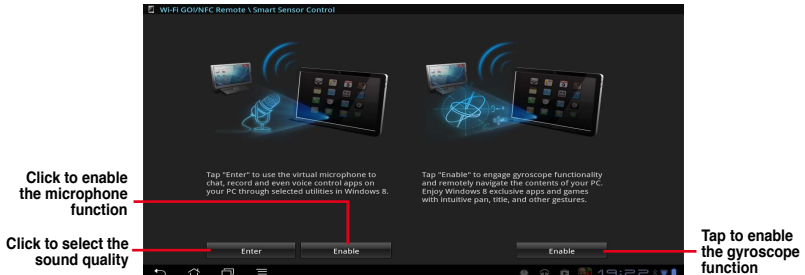 Wi-Fi GO!/NFC Remote \ Smart Sensor Control
Tap "Enter" to use the virtual microphone to
chat, record and even voice control apps on
your PC through selected utilities in Windows 8.
Tap "Enable" to engage gyroscope functionality
and remotely navigate the contents of your PC.
Enjoy Windows 8 exclusive apps and games
with intuitive pan, title, and other gestures.
Click to enable
the microphone
function
Click to select the
sound quality
Enter
Enable
Enable
Tap to enable
the gyroscope
function
19:22